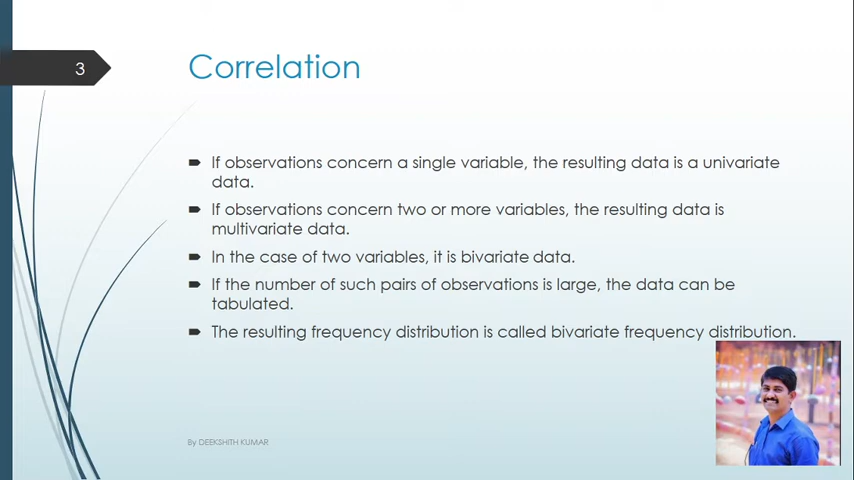 3
Correlation
If observations concern a single variable, the resulting data is a univariate
data.
If observations concern two or more variables, the resulting data is
multivariate data.
In the case of two variables, it is bivariate data.
If the number of such pairs of observations is large, the data can be
tabulated.
The resulting frequency distribution is called bivariate frequency distribution.
By DEEKSHITH KUMAR